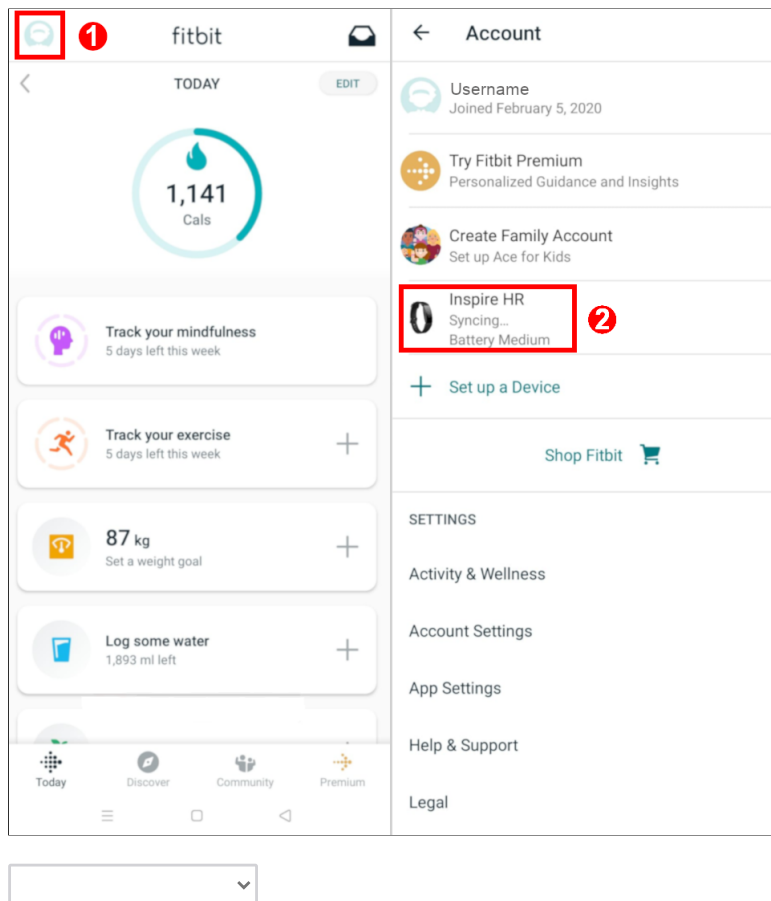 1
fitbit
TODAY
EDIT
1,141
Cals
Track your mindfulness
5 days left this week
Track your exercise
5 days left this week
87 kg
Set a weight goal
Log some water
1,893 ml left
Today
Discover
Community
Premium
Account
Username
Joined February 5, 2020
Try Fitbit Premium
Personalized Guidance and Insights
Create Family Account
Set up Ace for Kids
Inspire HR
Syncing...
Battery Medium
2
Set up a Device
Shop Fitbit
SETTINGS
Activity & Wellness
Account Settings
App Settings
Help & Support
Legal